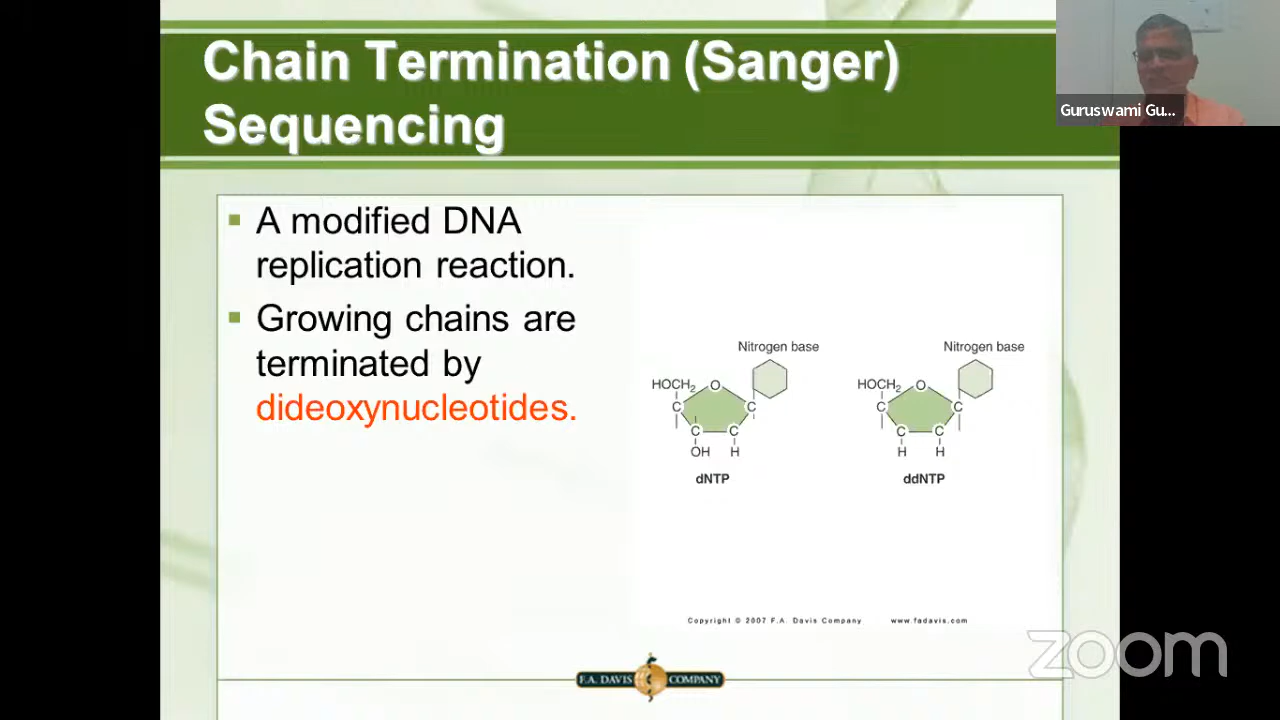 Chain Termination (Sanger)
Sequencing
Guruswami Gu...
A modified DNA
replication reaction.
Growing chains are
terminated by
dideoxynucleotides.
Nitrogen base
HOCH2
O
C
C
C
C
OH
H
dNTP
Nitrogen base
HOCH2
O
C
C
C
C
H
H
ddNTP
Copyright © 2007 F.A. Davis Company www.fadavis.com
zoom
F.A. DAVIS COMPANY